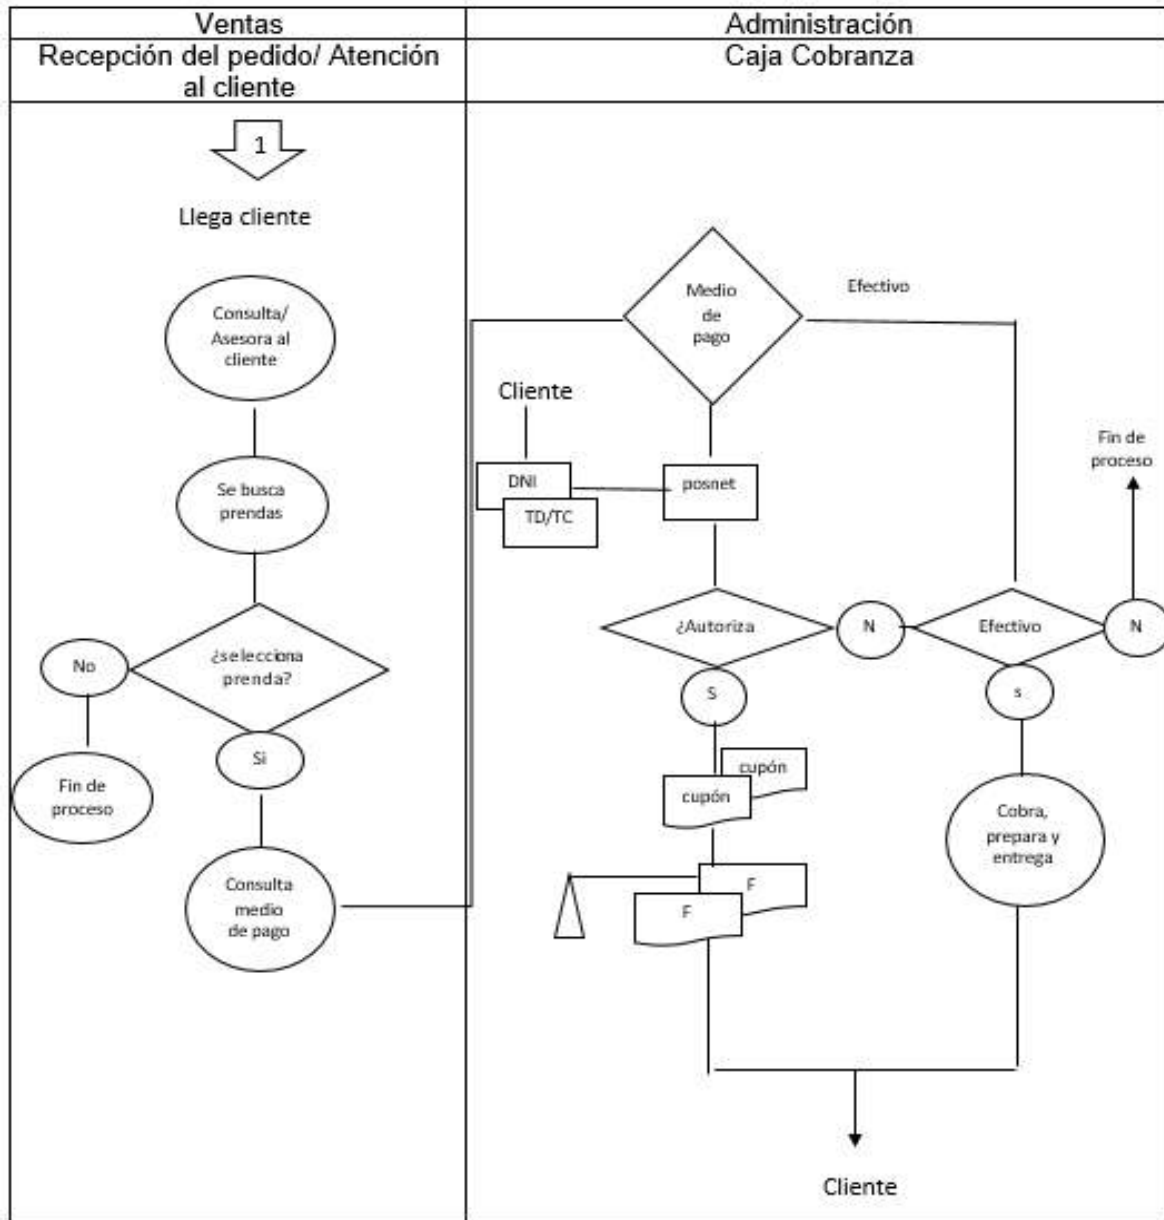 Ventas
Administración
Recepción del pedido/ Atención
al cliente
Caja Cobranza
1
Llega cliente
Consulta/
Asesora al
cliente
Se busca
prendas
¿selecciona
prenda?
No
Si
Fin de
proceso
Consulta
medio
de pago
Medio
de
pago
Efectivo
Cliente
DNI
TD/TC
posnet
Fin de
proceso
¿Autoriza
N
Efectivo
N
S
s
cupón
cupón
Cobra,
prepara y
entrega
F
F
Cliente